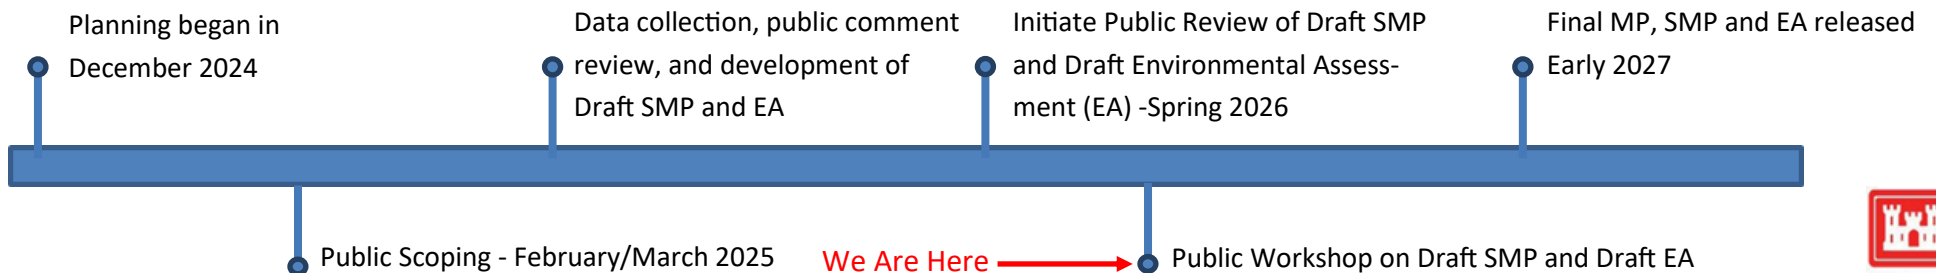 Planning began in
December 2024
Data collection, public comment
review, and development of
Draft SMP and EA
Initiate Public Review of Draft SMP
and Draft Environmental Assess-
ment (EA) -Spring 2026
Final MP, SMP and EA released
Early 2027
Public Scoping - February/March 2025
We Are Here
Public Workshop on Draft SMP and Draft EA